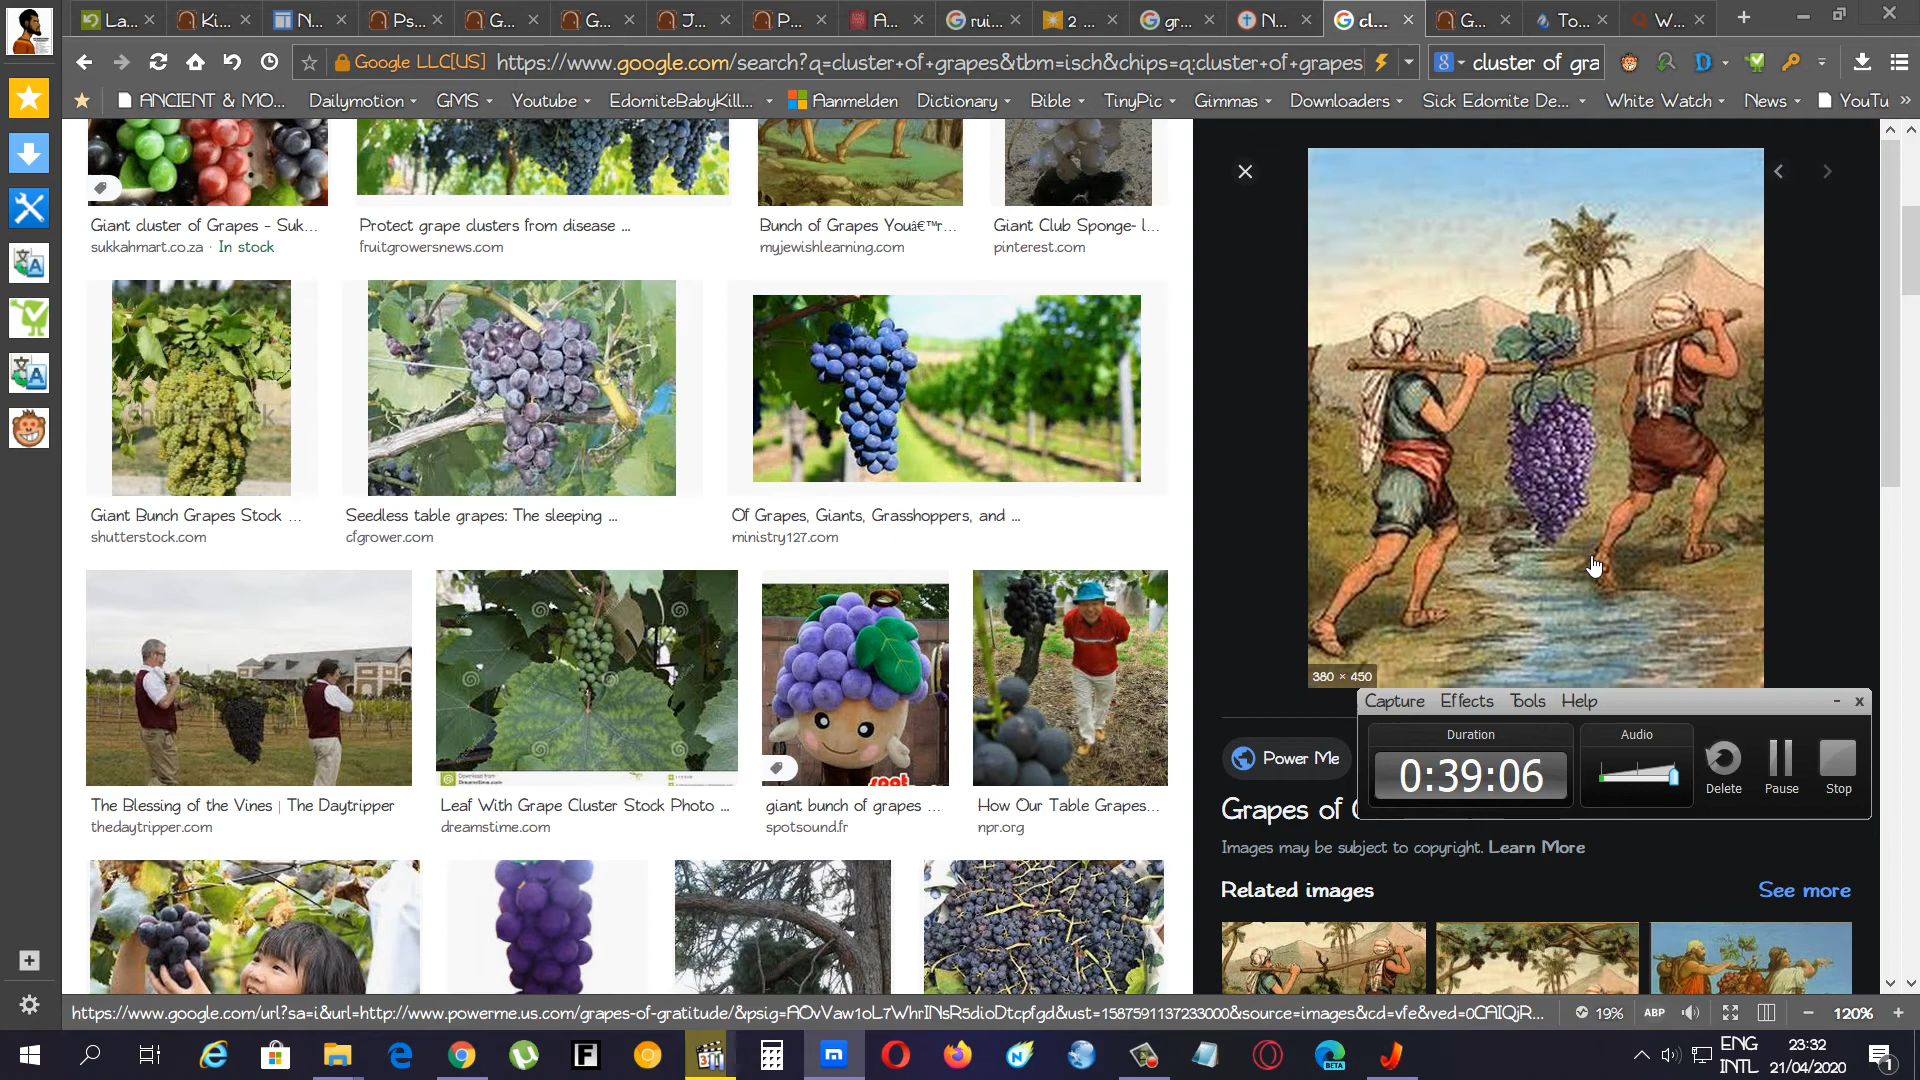 La...
Ki...
N...
Ps...
G...
G...
J...
P...
A...
rui...
2 ...
gr...
N...
cl...
G...
To...
W...
Google LLC[US]
https://www.google.com/search?q=cluster+of+grapes&tbm=isch&chips=q:cluster+of+grapes
cluster of gra
ANCIENT & MO...
Dailymotion
GMS
Youtube
EdomiteBabyKill...
Aanmelden
Dictionary
Bible
TinyPic
Gimmas
Downloaders
Sick Edomite De...
White Watch
News
YouTu
Giant cluster of Grapes - Suk...
sukkahmart.co.za · In stock
Protect grape clusters from disease ...
fruitgrowersnews.com
Bunch of Grapes Youâ€™r...
myjewishlearning.com
Giant Club Sponge- l...
pinterest.com
Giant Bunch Grapes Stock ...
shutterstock.com
Seedless table grapes: The sleeping ...
cfgrower.com
Of Grapes, Giants, Grasshoppers, and ...
ministry127.com
The Blessing of the Vines | The Daytripper
thedaytripper.com
Leaf With Grape Cluster Stock Photo ...
dreamstime.com
giant bunch of grapes ...
spotsound.fr
How Our Table Grapes...
npr.org
380 × 450
Capture Effects Tools Help
Duration
Audio
0:39:06
Delete
Pause
Stop
Power Me
Grapes of
Images may be subject to copyright. Learn More
Related images
See more
https://www.google.com/url?sa=i&url=http://www.powerme.us.com/grapes-of-gratitude/&psig=AOvVaw1oL7WhrINsR5dioDtcpfgd&ust=1587591137233000&source=images&cd=vfe&ved=0CAIQjR...
19%
ABP
120%
ENG
INTL
23:32
21/04/2020
1